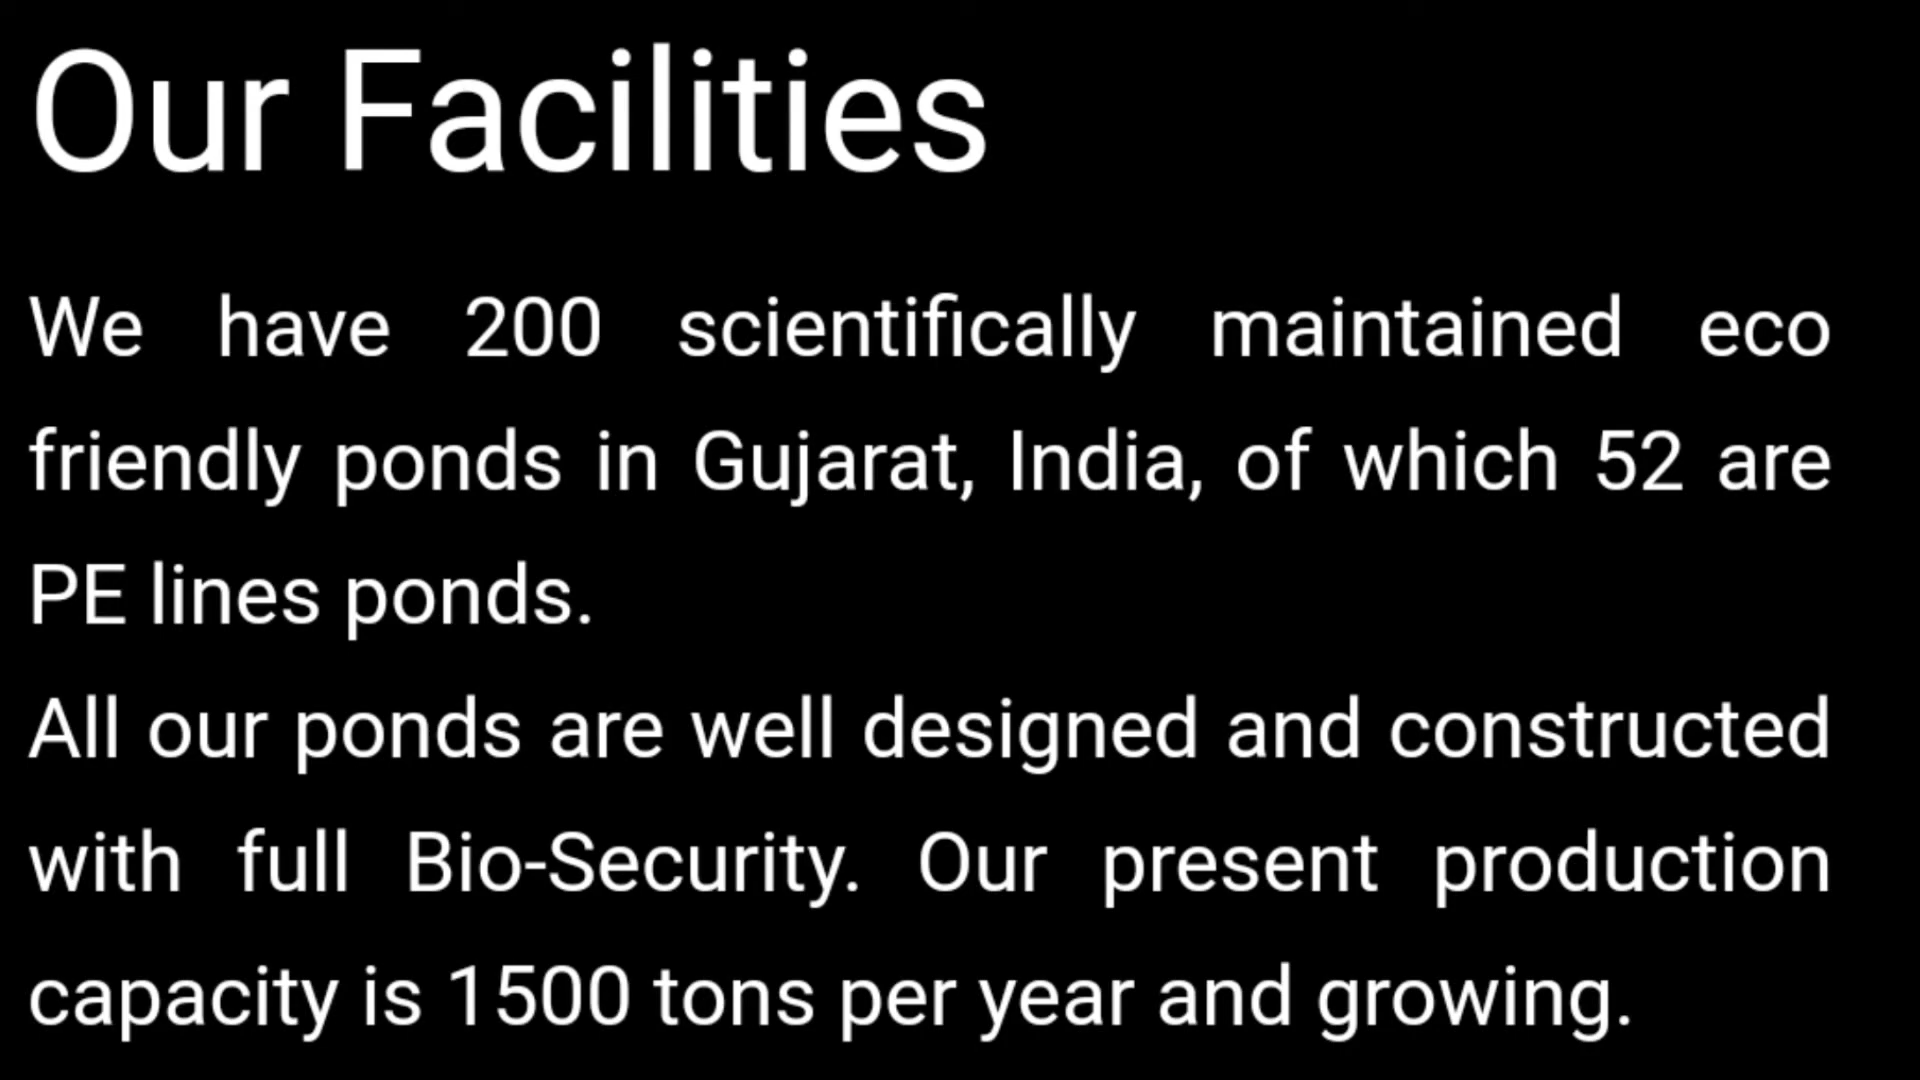 Our Facilities
We have 200 scientifically maintained eco
friendly ponds in Gujarat, India, of which 52 are
PE lines ponds.
All our ponds are well designed and constructed
with full Bio-Security. Our present production
capacity is 1500 tons per year and growing.